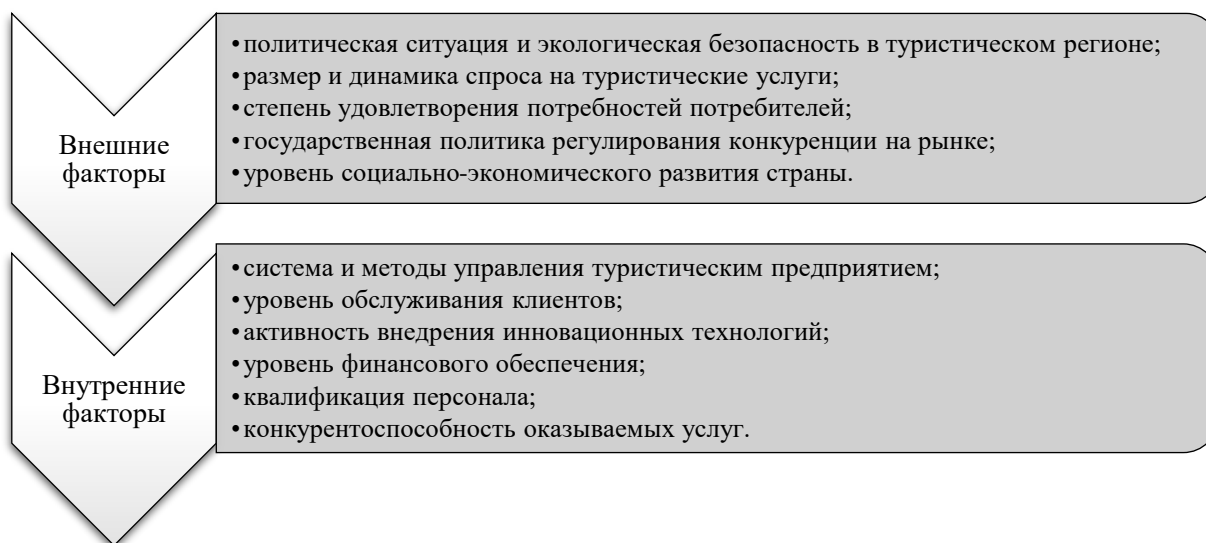 Внешние
факторы
•политическая ситуация и экологическая безопасность в туристическом регионе;
•размер и динамика спроса на туристические услуги;
•степень удовлетворения потребностей потребителей;
•государственная политика регулирования конкуренции на рынке;
•уровень социально-экономического развития страны.
Внутренние
факторы
•система и методы управления туристическим предприятием;
•уровень обслуживания клиентов;
•активность внедрения инновационных технологий;
•уровень финансового обеспечения;
•квалификация персонала;
•конкурентоспособность оказываемых услуг.